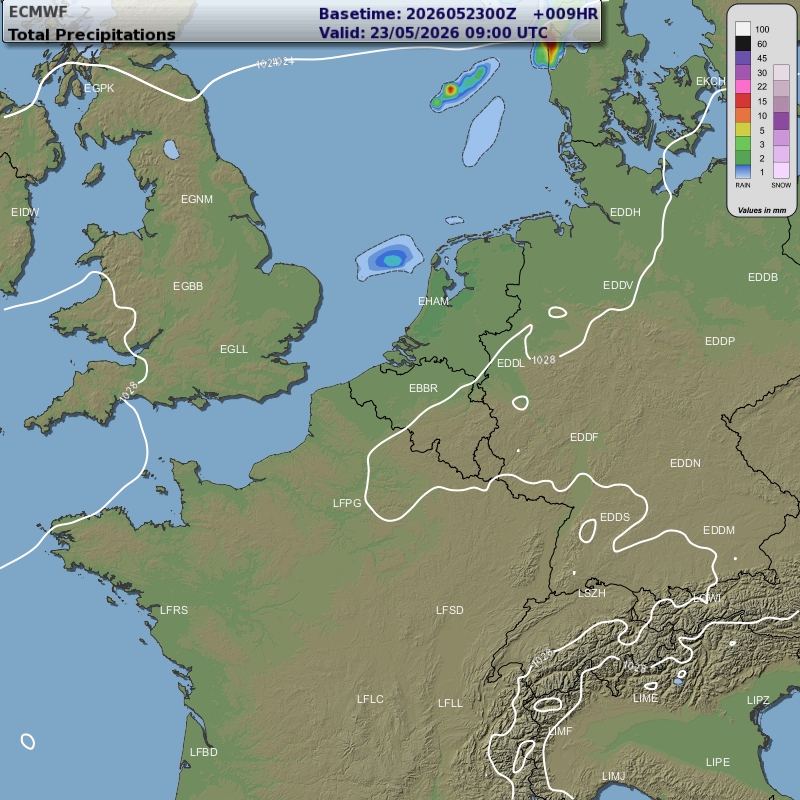 ECMWF Basetime: 2026052300Z +009HR
Total Precipitations Valid: 23/05/2026 09:00 UTC
100
60
45
30
22
15
10
5
3
2
1
RAIN SNOW
Values in mm
1024
EGPK
EKCH
EGNM
EIDW
EDDH
EGBB
EDDV
EDDB
EHAM
EGLL
EDDP
EDDL
1028
EBBR
1028
EDDF
EDDN
LFPG
EDDS
EDDM
LSZH
LFRS
LFSD
1028
LFLC
LFLL
LIME
LIPZ
LIMF
LFBD
LIPE
LIMJ